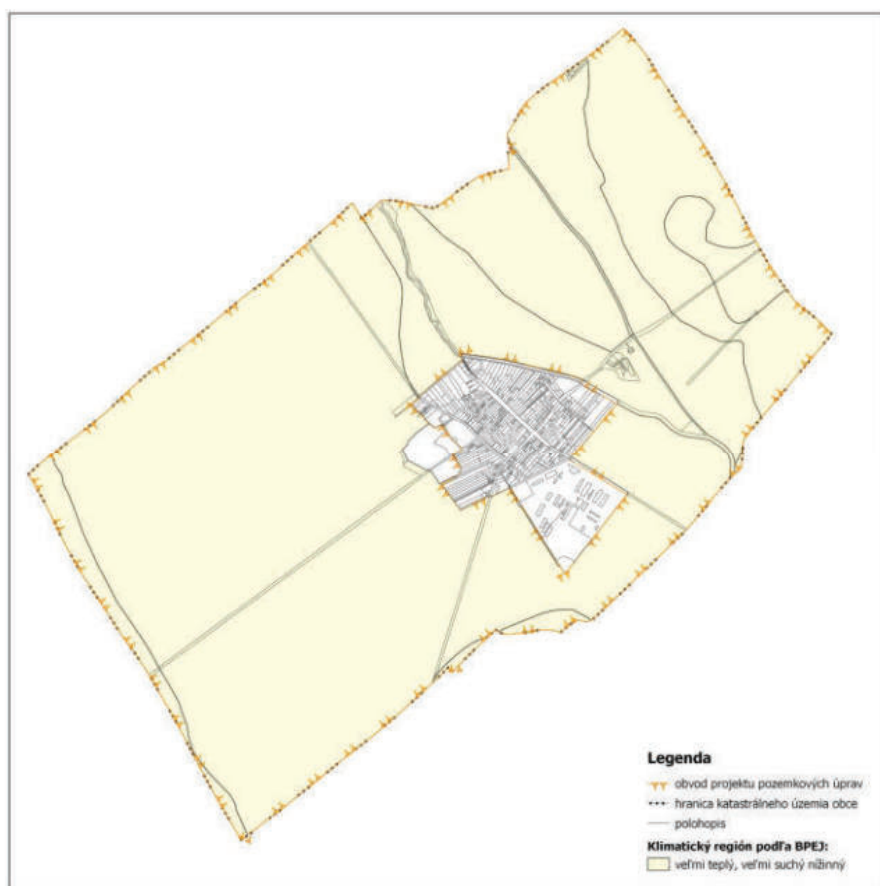 Legenda
obvod projektu pozemkových úprav
hranica katastrálneho územia obce
polohopis
Klimatický región podľa BPEJ:
veľmi teplý, veľmi suchý nížinný